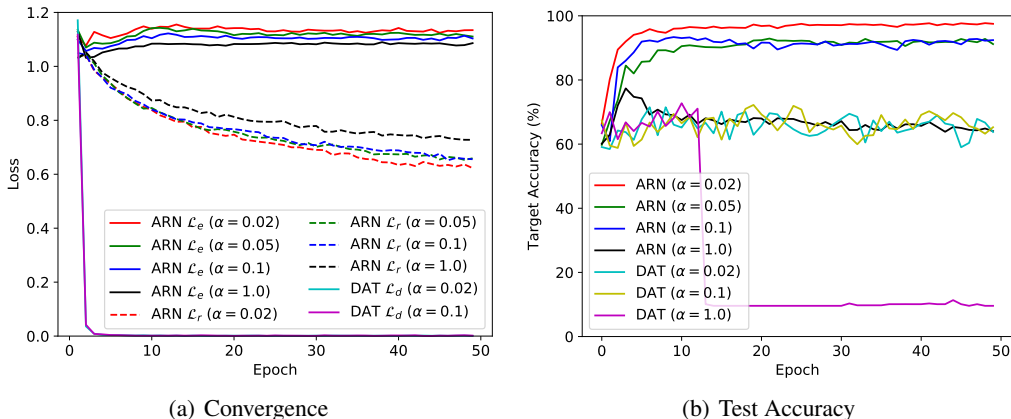 1.2
1.0
0.8
0.6
0.4
0.2
0.0
Loss
0 10 20 30 40 50
Epoch
ARN ℒe (α = 0.02)
ARN ℒe (α = 0.05)
ARN ℒe (α = 0.1)
ARN ℒe (α = 1.0)
ARN ℒr (α = 0.02)
ARN ℒr (α = 0.05)
ARN ℒr (α = 0.1)
ARN ℒr (α = 1.0)
DAT ℒd (α = 0.02)
DAT ℒd (α = 0.1)
(a) Convergence
100
80
60
40
20
0
Target Accuracy (%)
0 10 20 30 40 50
Epoch
ARN (α = 0.02)
ARN (α = 0.05)
ARN (α = 0.1)
ARN (α = 1.0)
DAT (α = 0.02)
DAT (α = 0.1)
DAT (α = 1.0)
(b) Test Accuracy